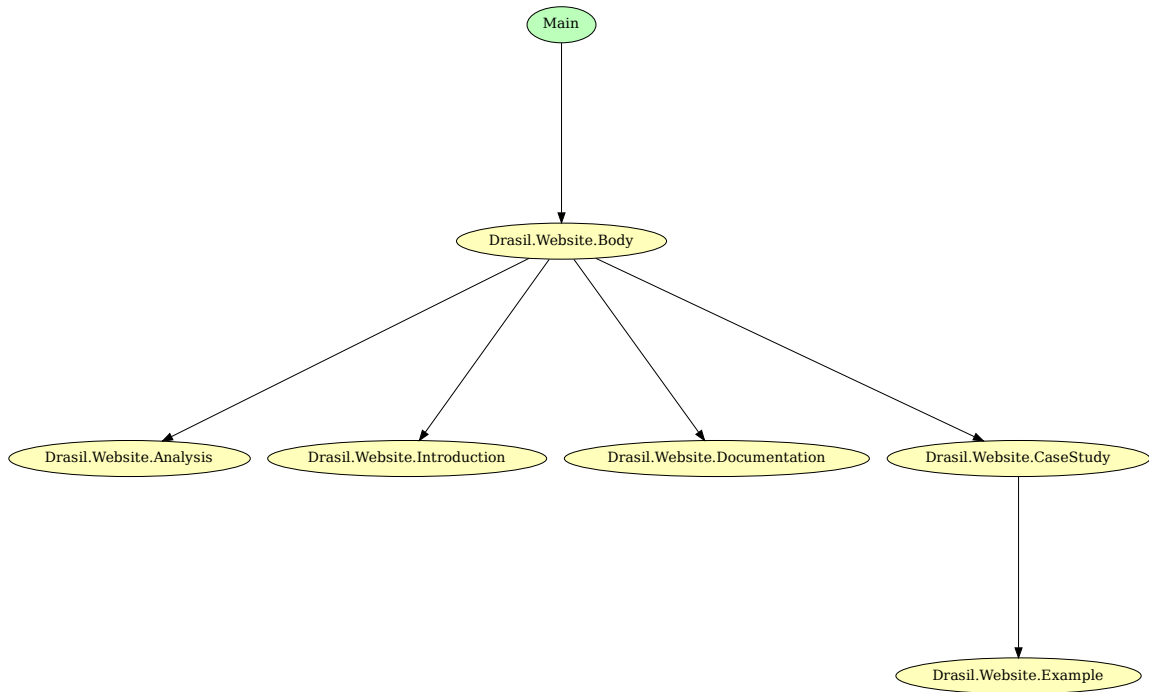 Main
Drasil.Website.Body
Drasil.Website.Analysis
Drasil.Website.Introduction
Drasil.Website.Documentation
Drasil.Website.CaseStudy
Drasil.Website.Example